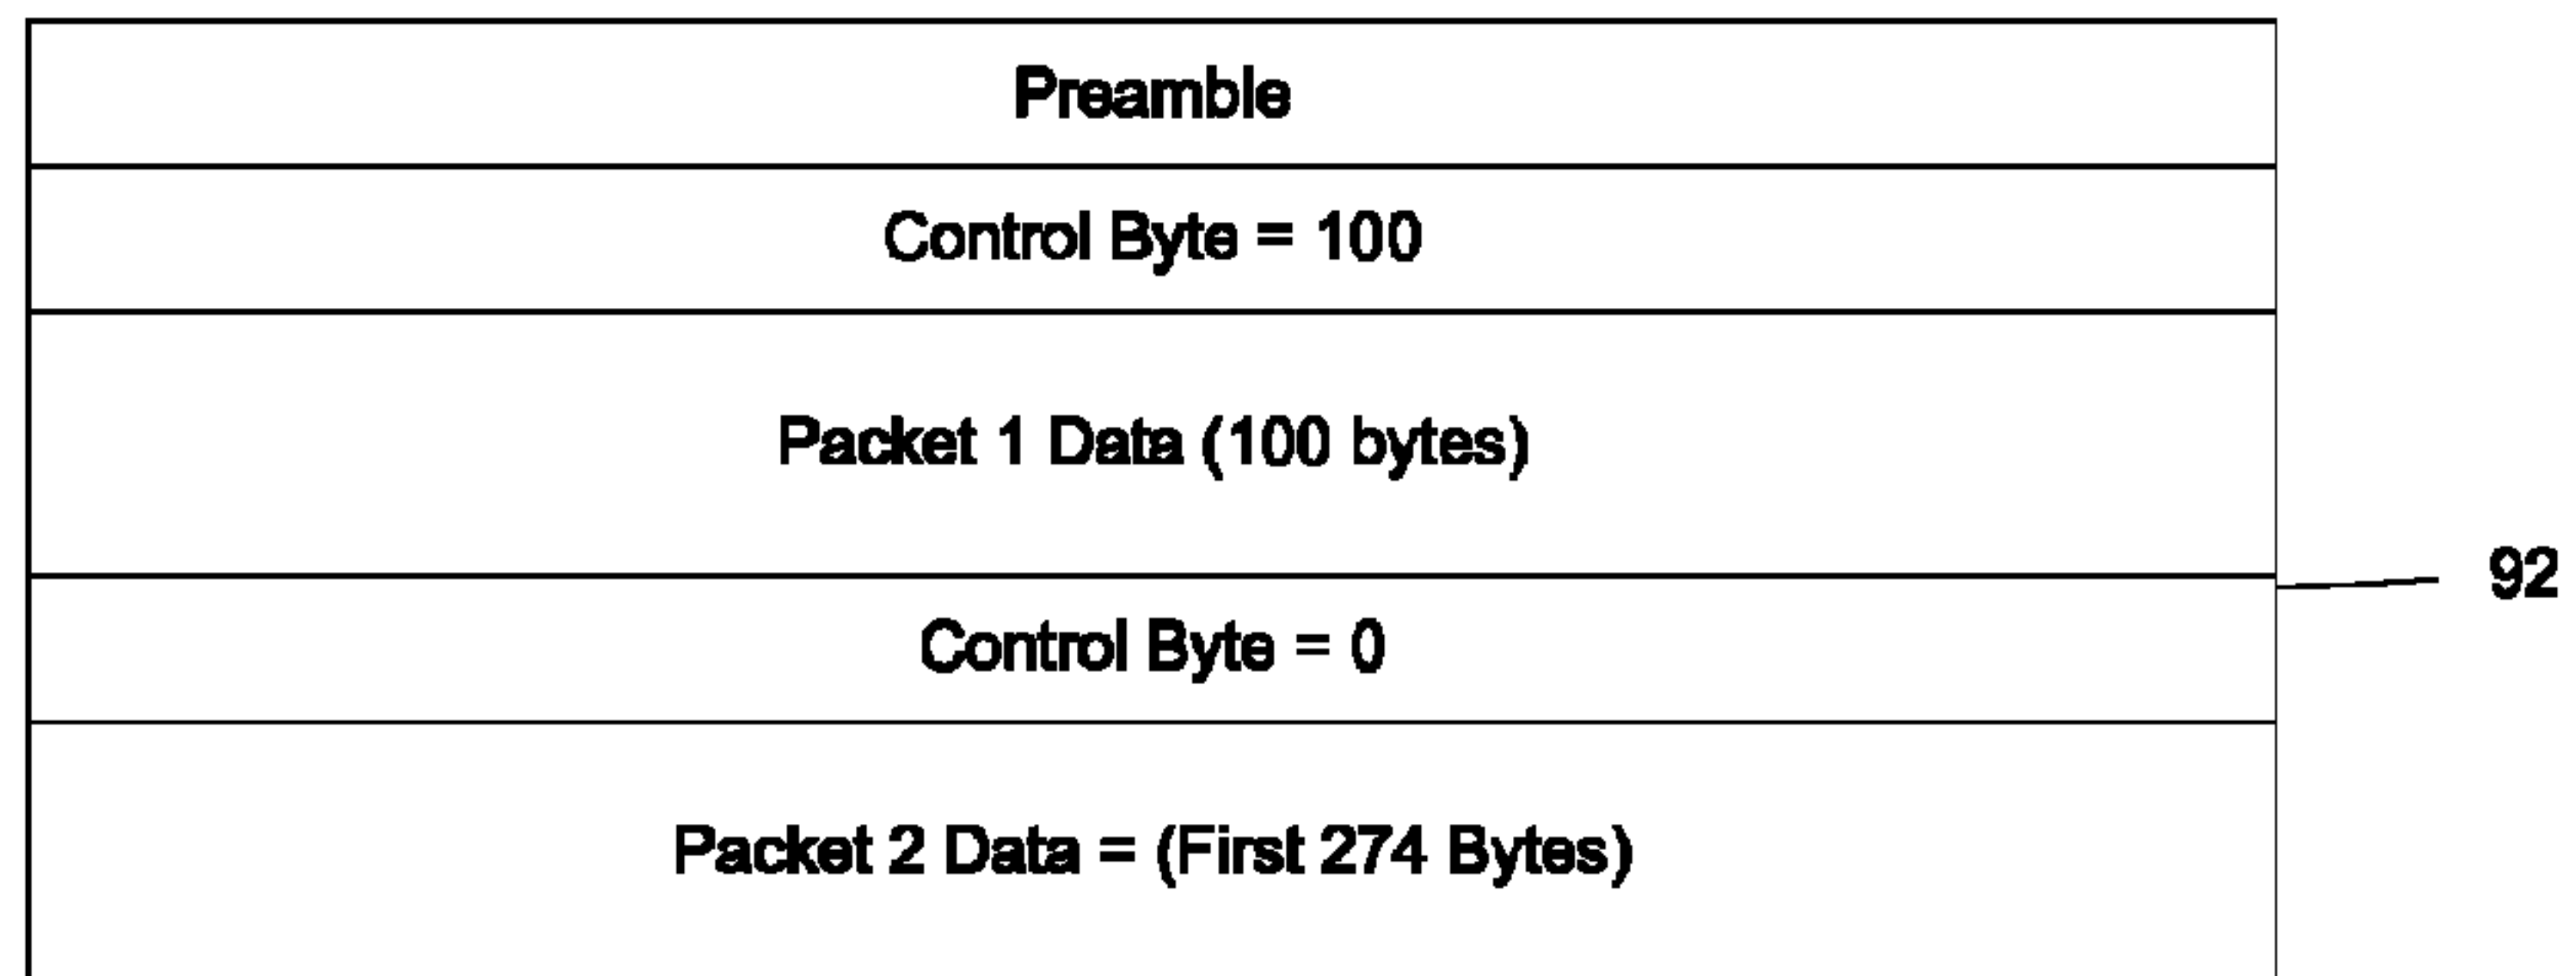 Preamble
Control Byte = 100
Packet 1 Data (100 bytes)
92
Control Byte = 0
Packet 2 Data = (First 274 Bytes)